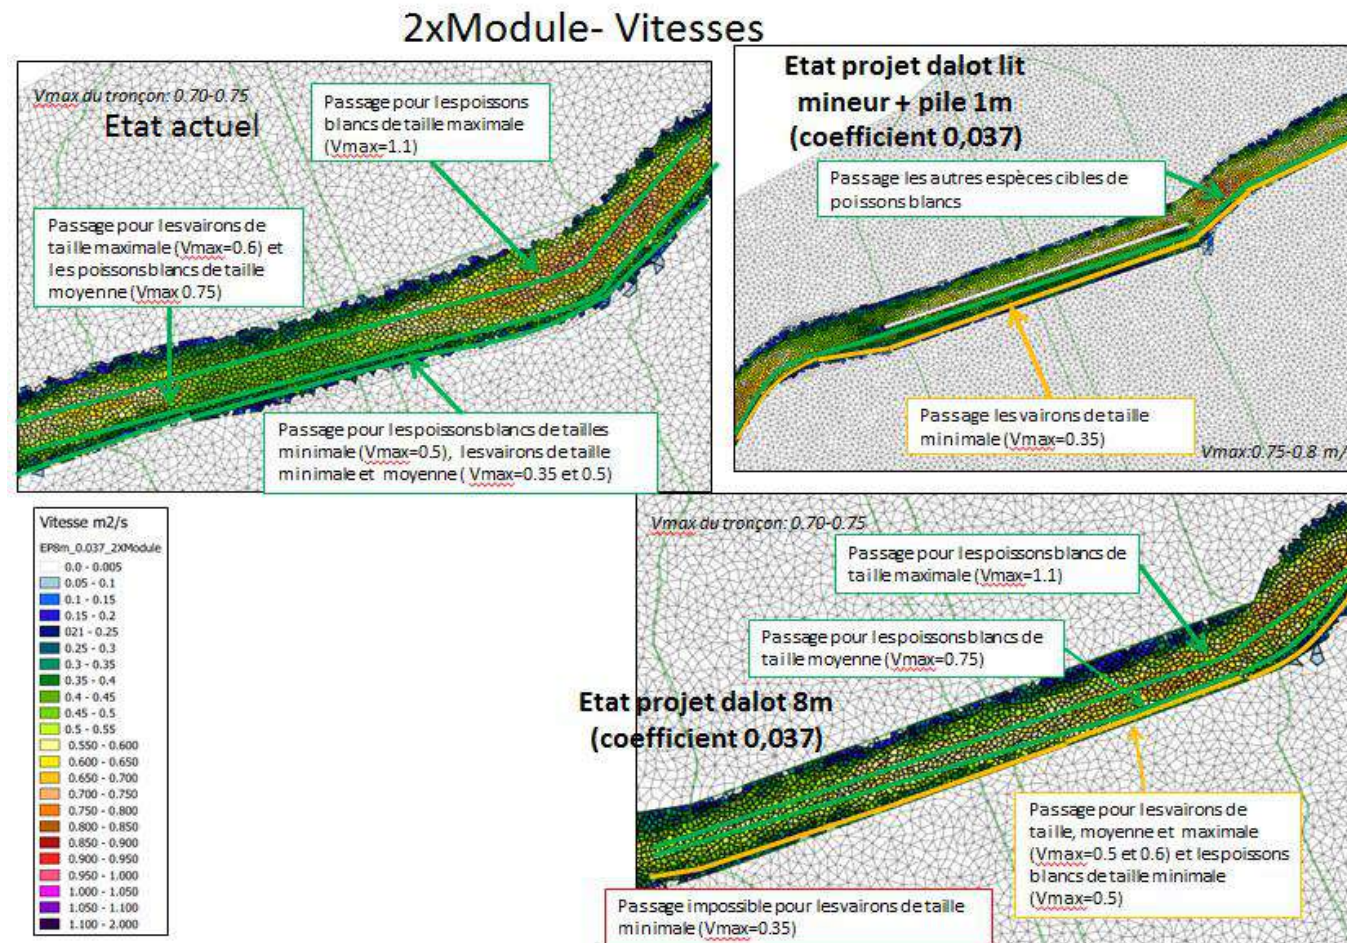 2xModule- Vitesses
Vmax du tronçon: 0.70-0.75
Etat actuel
Passage pour les poissons
blancs de taille maximale
(Vmax=1.1)
Passage pour les vairons de
taille maximale (Vmax=0.6) et
les poissons blancs de taille
moyenne (Vmax 0.75)
Passage pour les poissons blancs de tailles
minimale (Vmax=0.5), les vairons de taille
minimale et moyenne ( Vmax=0.35 et 0.5)
Etat projet dalot lit
mineur + pile 1m
(coefficient 0,037)
Passage les autres espèces cibles de
poissons blancs
Passage les vairons de taille
minimale (Vmax=0.35)
Vmax:0.75-0.8 m/
Vitesse m2/s
EP8m_0.037_2XModule
0.0 - 0.005
0.05 - 0.1
0.1 - 0.15
0.15 - 0.2
021 - 0.25
0.25 - 0.3
0.3 - 0.35
0.35 - 0.4
0.4 - 0.45
0.45 - 0.5
0.5 - 0.55
0.550 - 0.600
0.600 - 0.650
0.650 - 0.700
0.700 - 0.750
0.750 - 0.800
0.800 - 0.850
0.850 - 0.900
0.900 - 0.950
0.950 - 1.000
1.000 - 1.050
1.050 - 1.100
1.100 - 2.000
Vmax du tronçon: 0.70-0.75
Passage pour les poissons blancs de
taille maximale (Vmax=1.1)
Passage pour les poissons blancs de
taille moyenne (Vmax=0.75)
Etat projet dalot 8m
(coefficient 0,037)
Passage pour les vairons de
taille, moyenne et maximale
(Vmax=0.5 et 0.6) et les poissons
blancs de taille minimale
(Vmax=0.5)
Passage impossible pour les vairons de taille
minimale (Vmax=0.35)